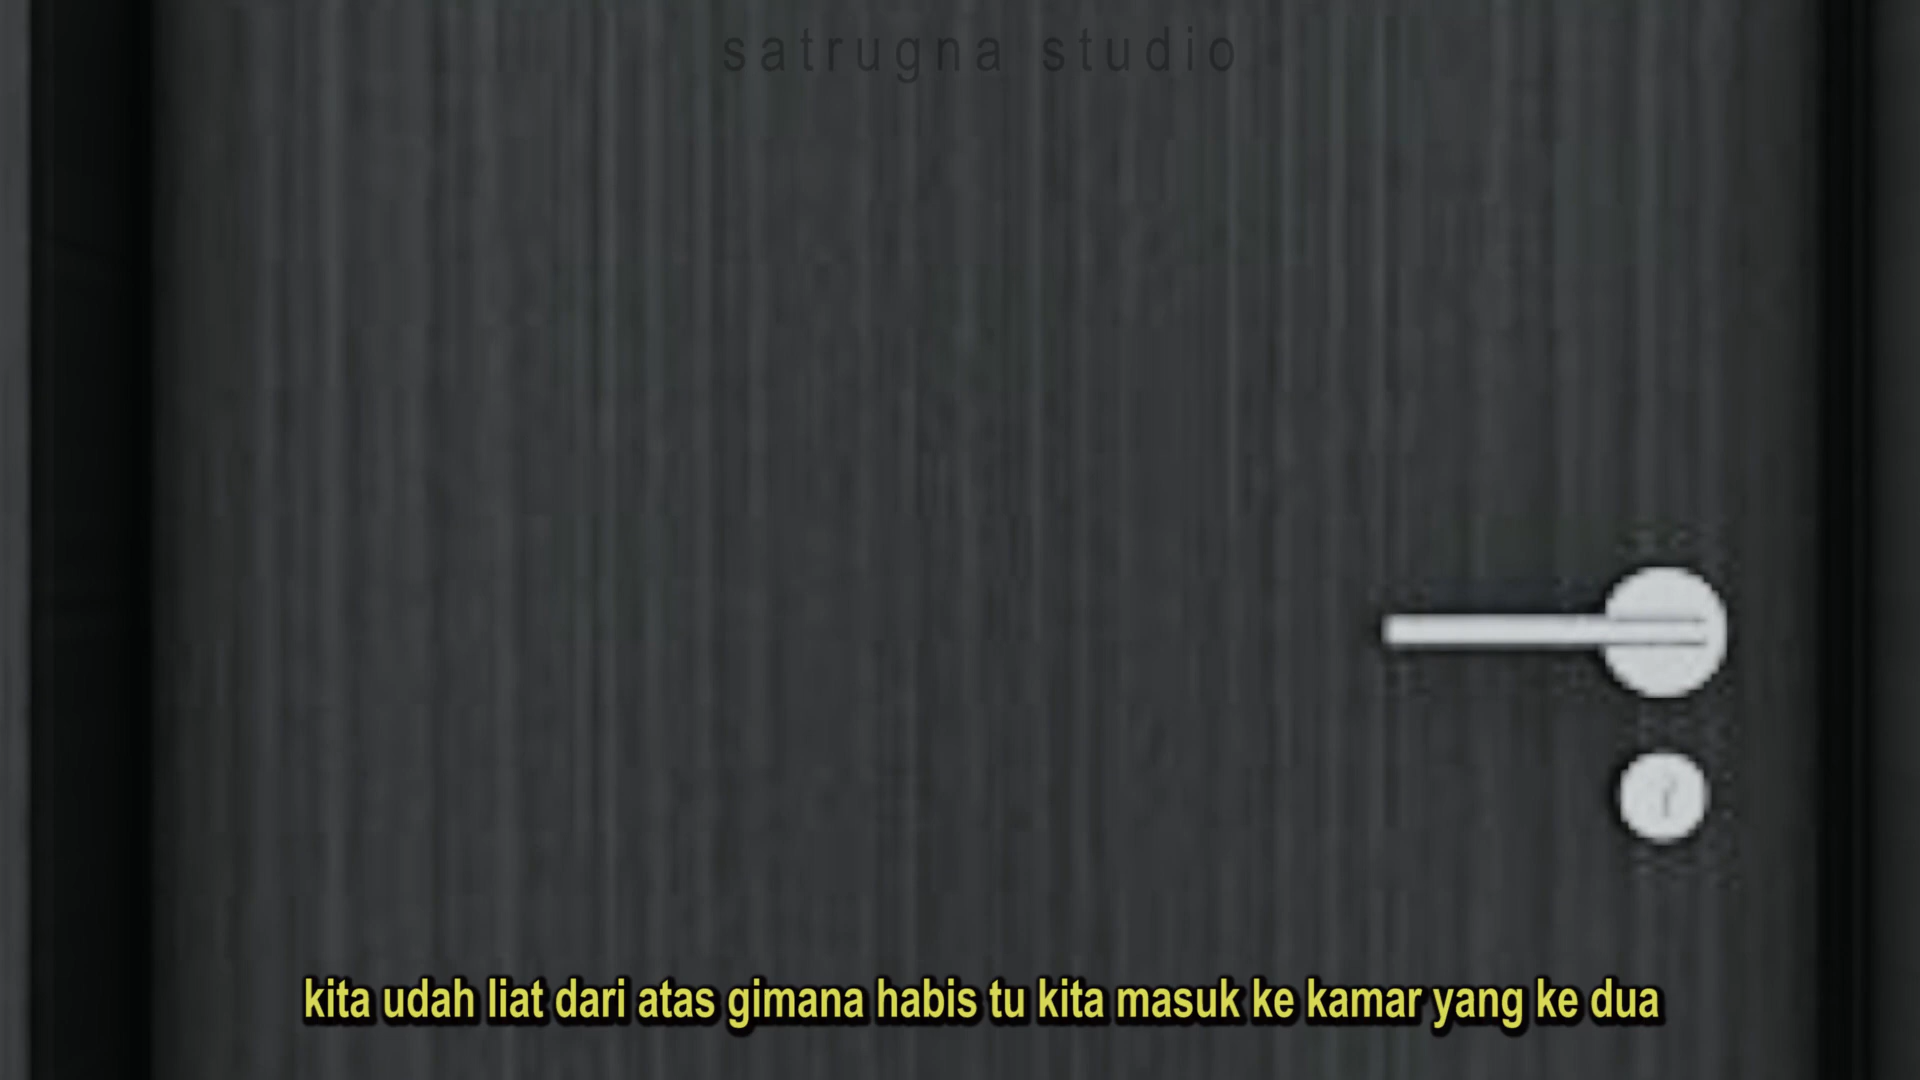 satrugna studio
kita udah liat dari atas gimana habis tu kita masuk ke kamar yang ke dua